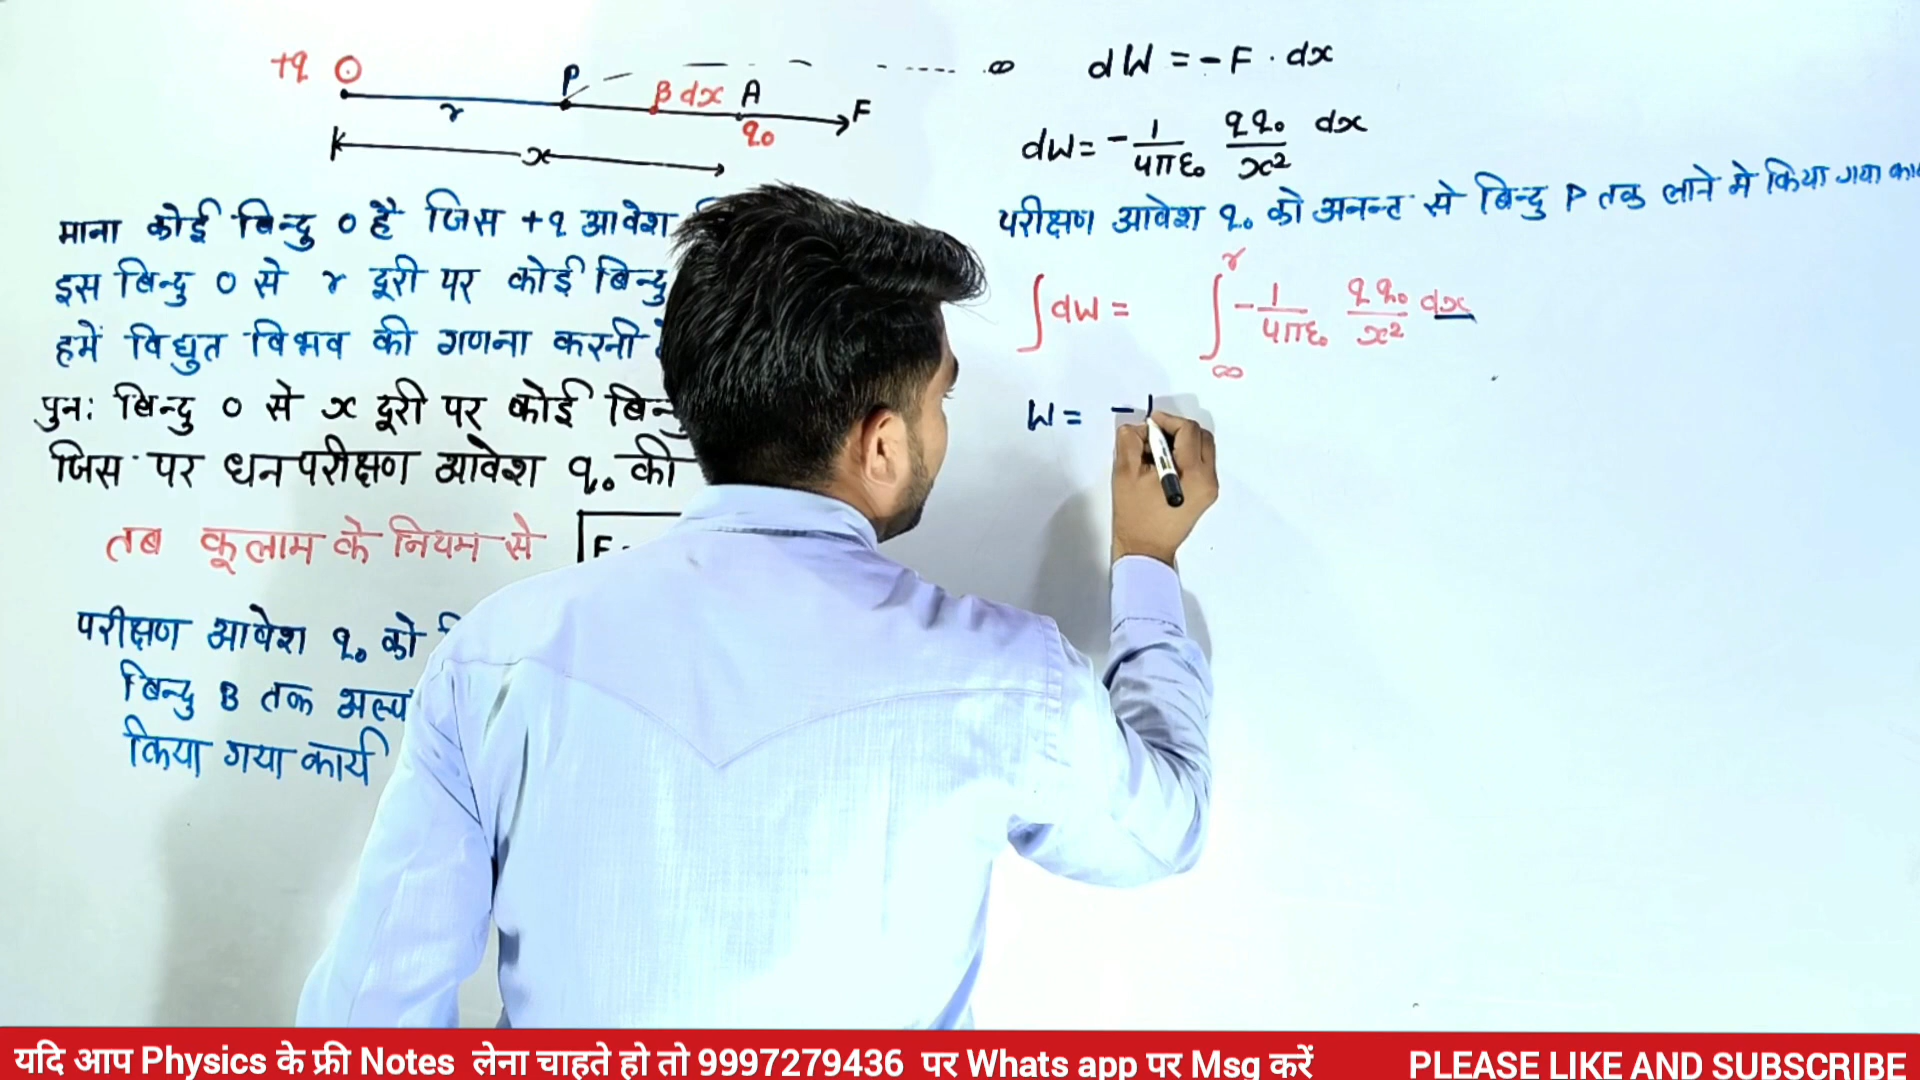 +q O P β dx A F ----- ∞
r q₀
x
माना कोई बिन्दु O है जिस +q आवेश
इस बिन्दु O से r दूरी पर कोई बिन्दु
हमें विद्युत विभव की गणना करनी
पुनः बिन्दु O से x दूरी पर कोई
जिस पर धन परीक्षण आवेश q₀ की
तब कूलाम के नियम से
परीक्षण आवेश q₀ को
बिन्दु B तक अल्प
किया गया कार्य
dW = -F · dx
dW = - 1/4πε₀ qq₀/x² dx
परीक्षण आवेश q₀ को अनन्त से बिन्दु P तक लाने मे किया गया
∫dW = ∫_∞^r - 1/4πε₀ qq₀/x² dx
W = -1
यदि आप Physics के फ्री Notes लेना चाहते हो तो 9997279436 पर Whats app पर Msg करें
PLEASE LIKE AND SUBSCRIBE